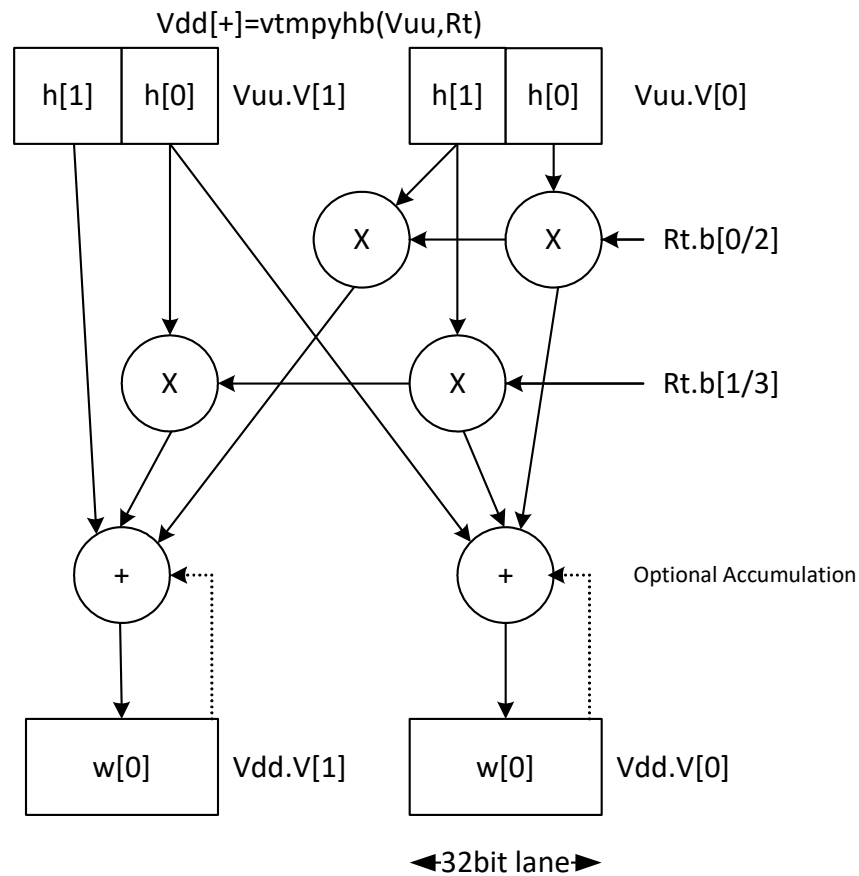 Vdd[+]=vtmpyhb(Vuu,Rt)
h[1] h[0] Vuu.V[1] h[1] h[0] Vuu.V[0]
X X Rt.b[0/2]
X X Rt.b[1/3]
+ + Optional Accumulation
w[0] Vdd.V[1] w[0] Vdd.V[0]
32bit lane